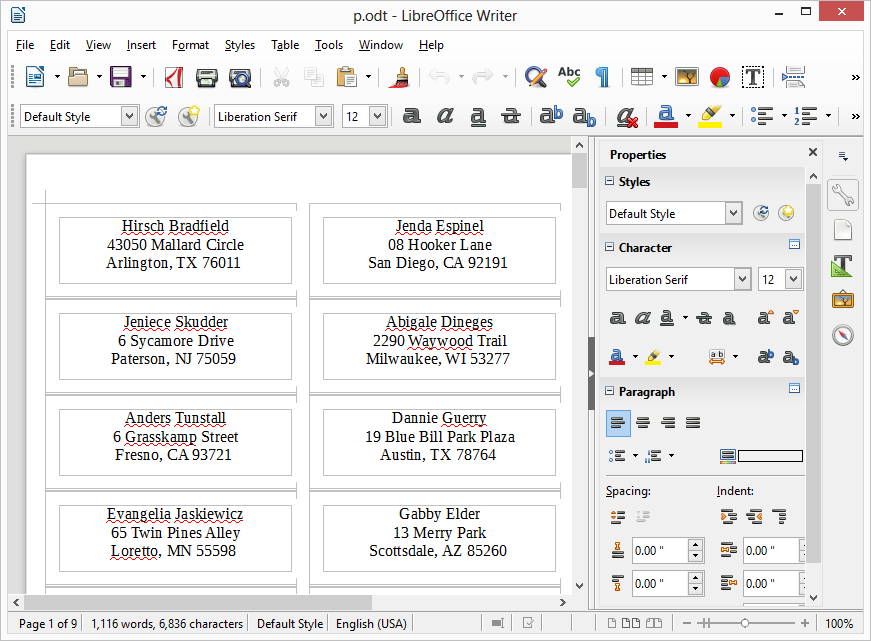 p.odt - LibreOffice Writer
File Edit View Insert Format Styles Table Tools Window Help
Abc T
Default Style Liberation Serif 12 a a a a ab ab a a
Hirsch Bradfield
43050 Mallard Circle
Arlington, TX 76011
Jenda Espinel
08 Hooker Lane
San Diego, CA 92191
Jeniece Skudder
6 Sycamore Drive
Paterson, NJ 75059
Abigale Dineges
2290 Waywood Trail
Milwaukee, WI 53277
Anders Tunstall
6 Grasskamp Street
Fresno, CA 93721
Dannie Guerry
19 Blue Bill Park Plaza
Austin, TX 78764
Evangelia Jaskiewicz
65 Twin Pines Alley
Loretto, MN 55598
Gabby Elder
13 Merry Park
Scottsdale, AZ 85260
Properties
Styles
Default Style
Character
Liberation Serif 12
a a a a a a a
a a·b ab ab
Paragraph
Spacing: Indent:
0.00 " 0.00 "
0.00 " 0.00 "
Page 1 of 9 1,116 words, 6,836 characters Default Style English (USA) 100%